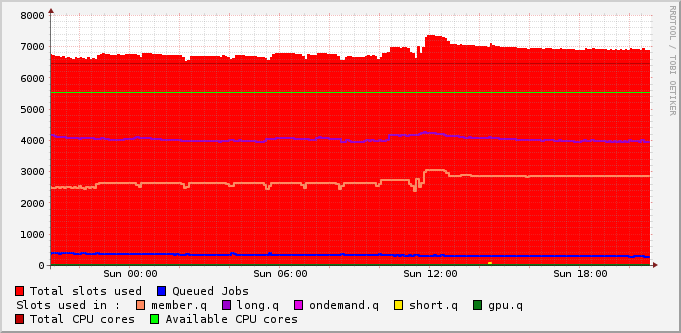 8000
7000
6000
5000
4000
3000
2000
1000
0
Sun 00:00 Sun 06:00 Sun 12:00 Sun 18:00
RRDTOOL / TOBI OETIKER
Total slots used Queued Jobs
Slots used in : member.q long.q ondemand.q short.q gpu.q
Total CPU cores Available CPU cores